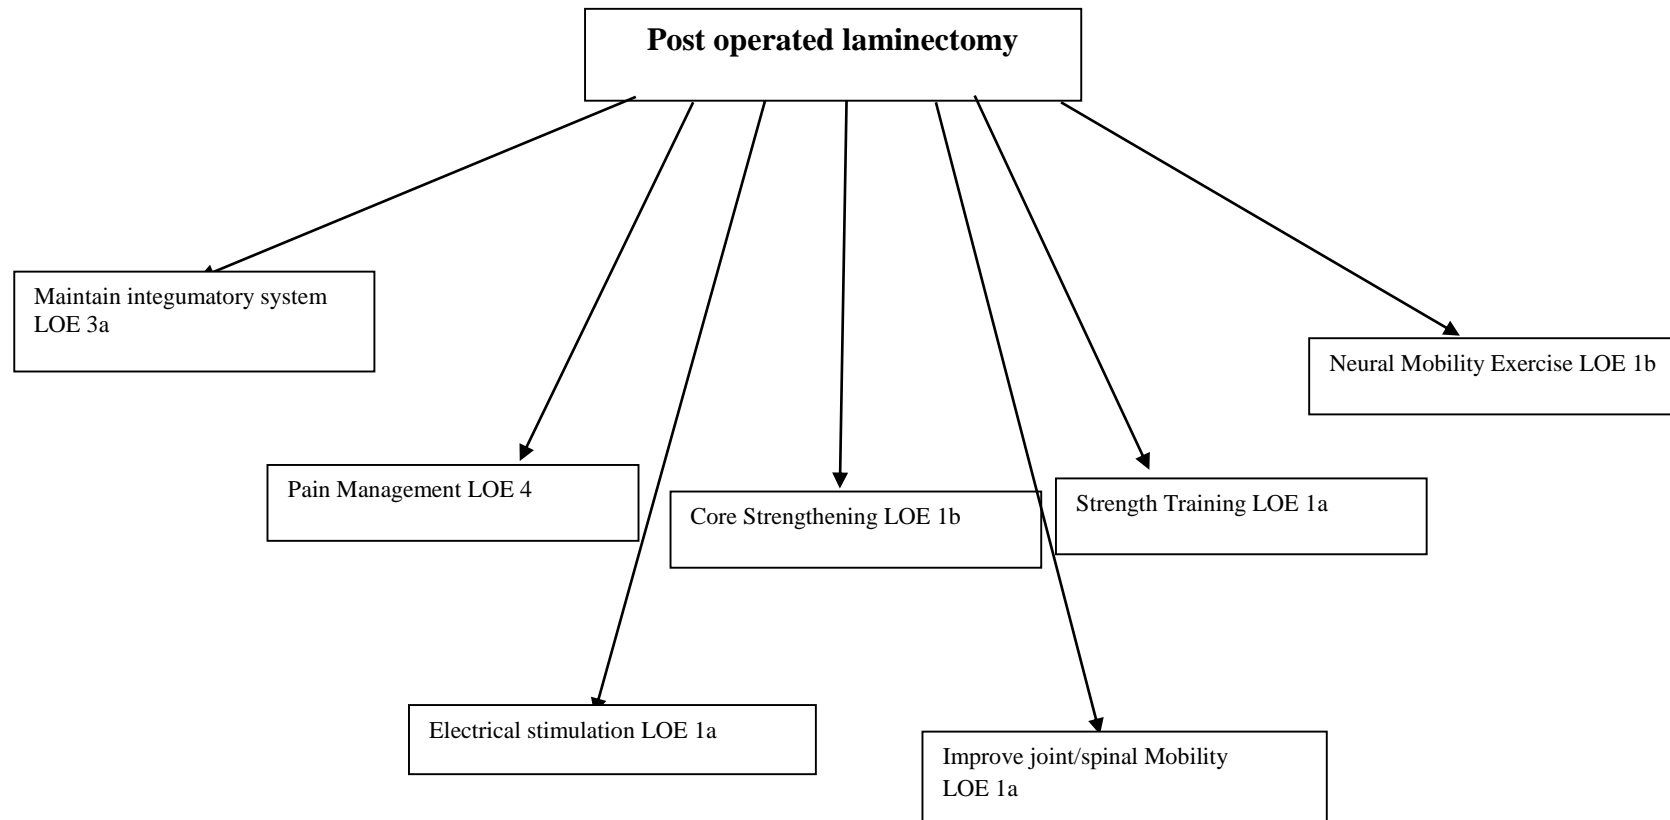 Post operated laminectomy
Maintain integumatory system
LOE 3a
Neural Mobility Exercise LOE 1b
Pain Management LOE 4
Core Strengthening LOE 1b
Strength Training LOE 1a
Electrical stimulation LOE 1a
Improve joint/spinal Mobility
LOE 1a